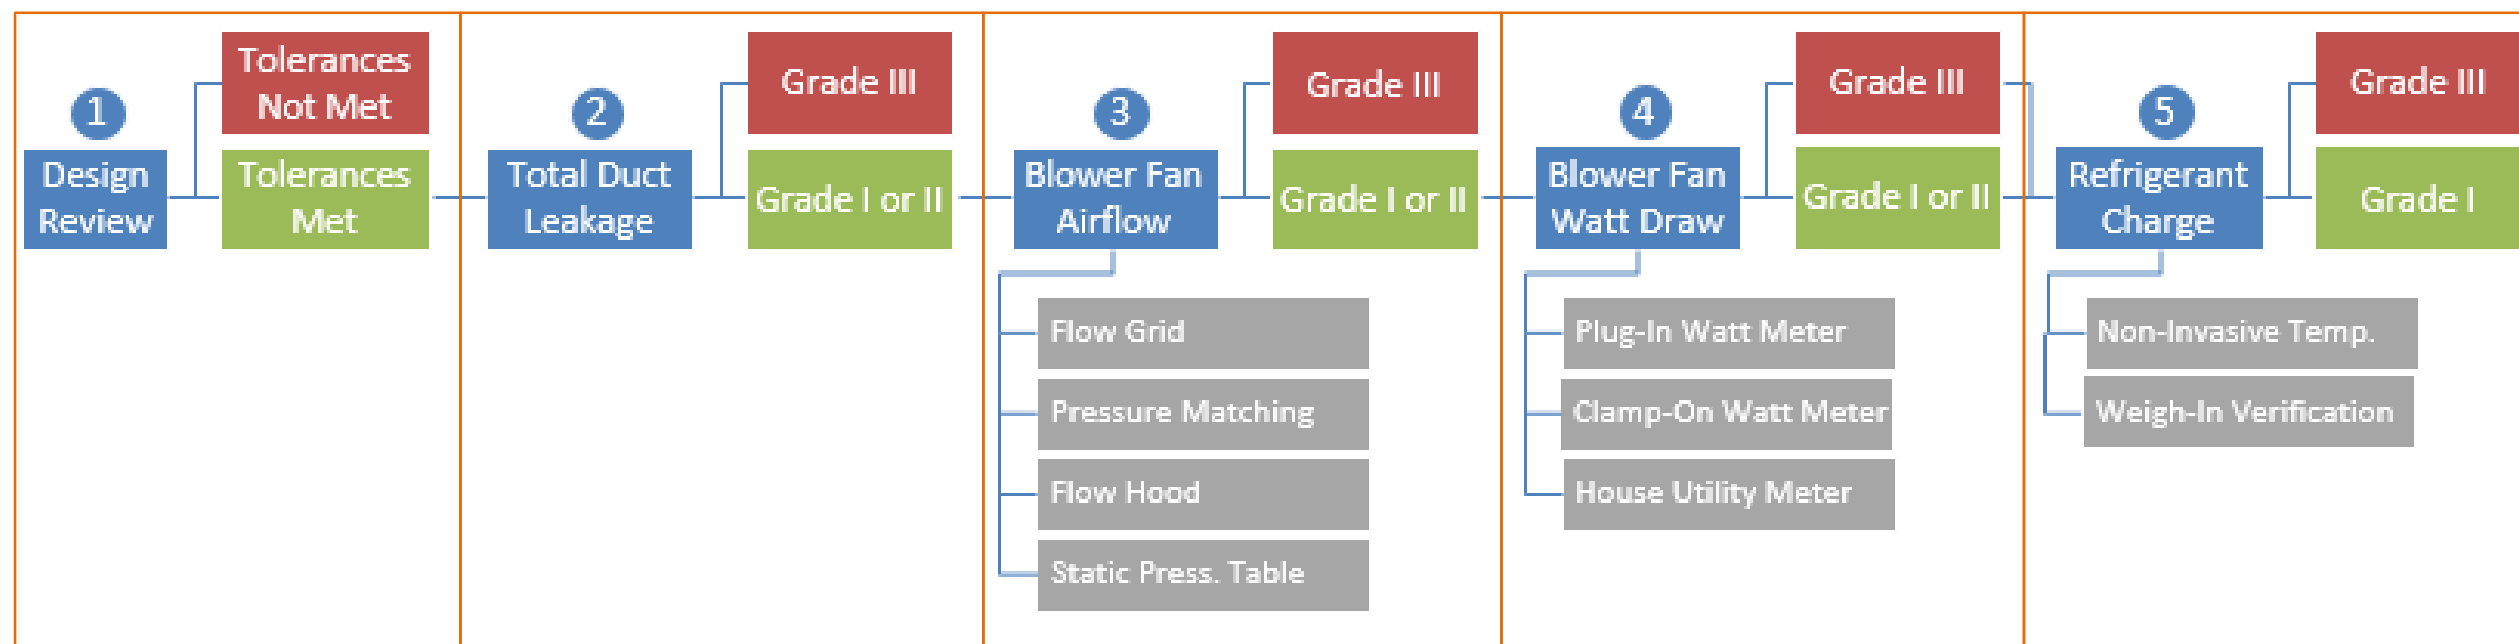 1
Design
Review
Tolerances
Not Met
Tolerances
Met
2
Total Duct
Leakage
Grade III
Grade I or II
3
Blower Fan
Airflow
Grade III
Grade I or II
Flow Grid
Pressure Matching
Flow Hood
Static Press. Table
4
Blower Fan
Watt Draw
Grade III
Grade I or II
Plug-In Watt Meter
Clamp-On Watt Meter
House Utility Meter
5
Refrigerant
Charge
Grade III
Grade I
Non-Invasive Temp.
Weigh-In Verification